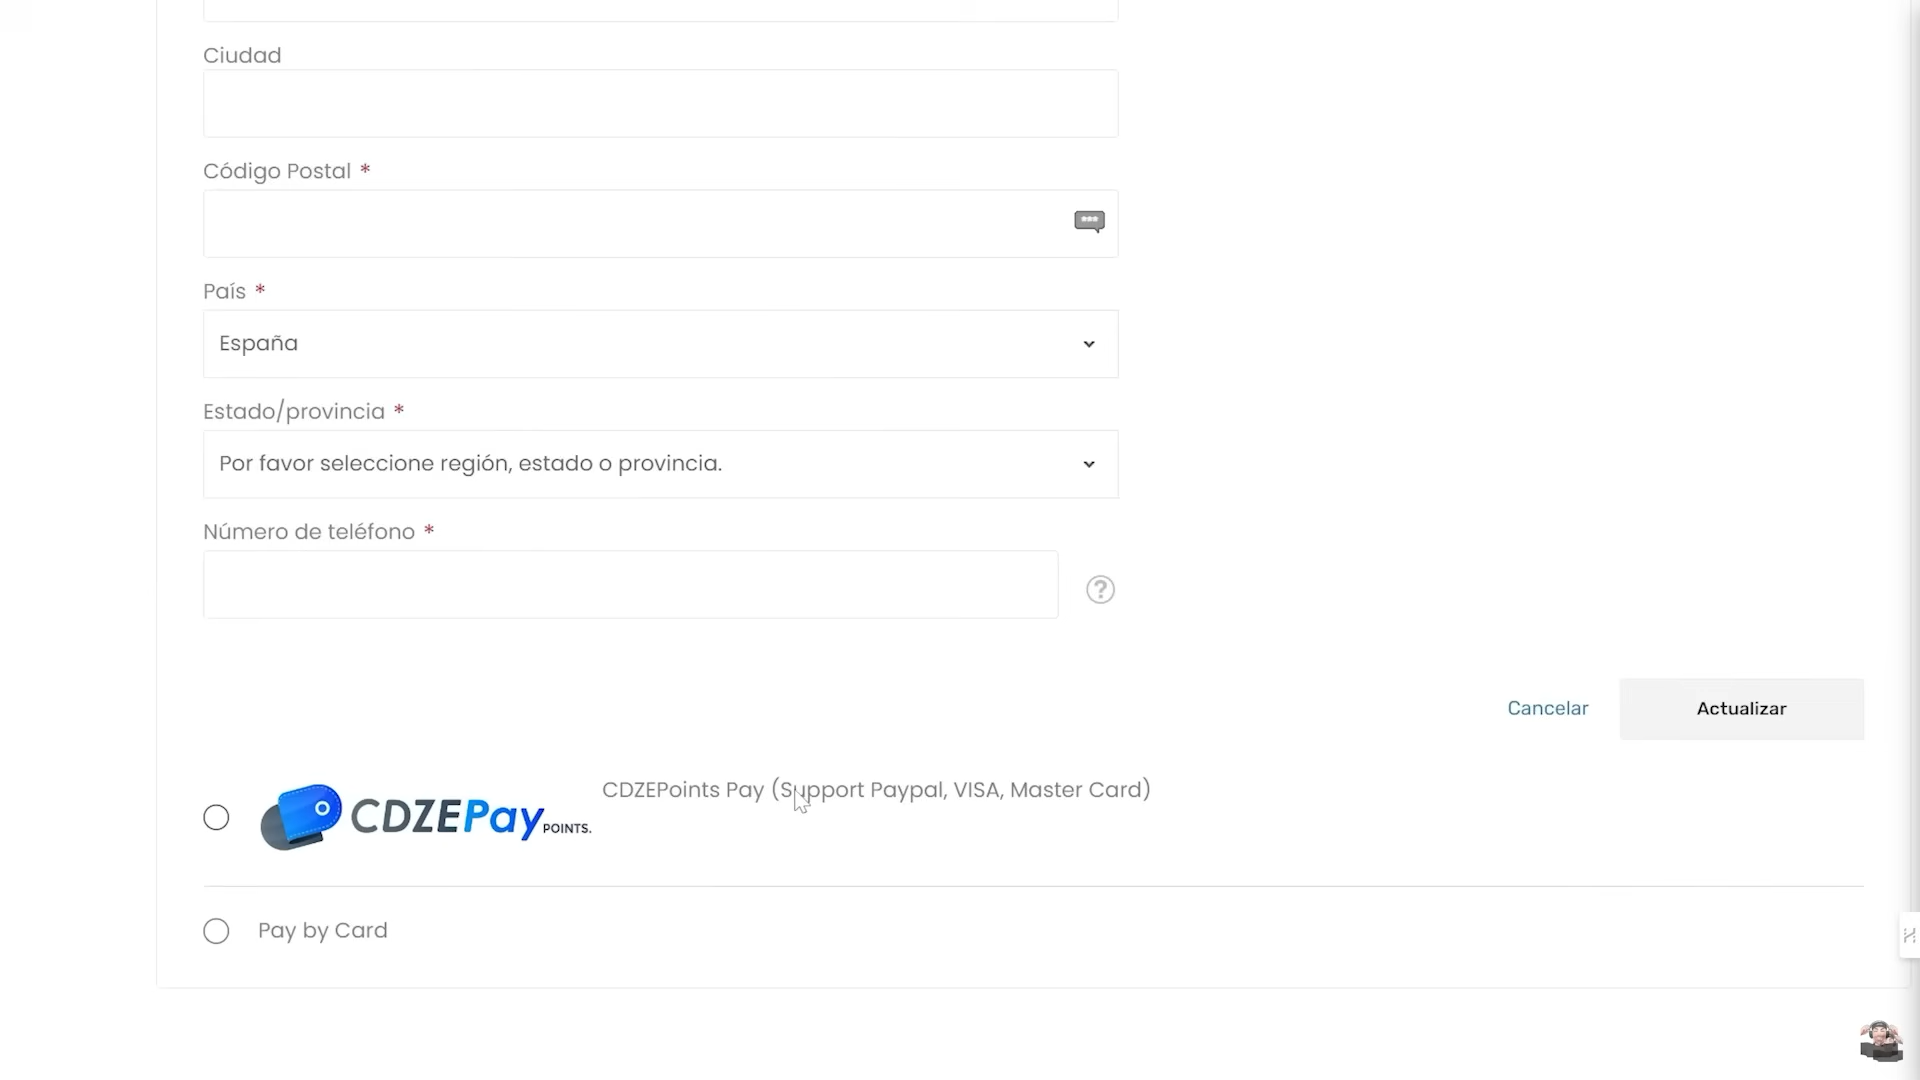 Ciudad
Código Postal *
País *
España
Estado/provincia *
Por favor seleccione región, estado o provincia.
Número de teléfono *
?
Cancelar
Actualizar
CDZEPoints Pay (Support Paypal, VISA, Master Card)
CDZEPay POINTS.
Pay by Card